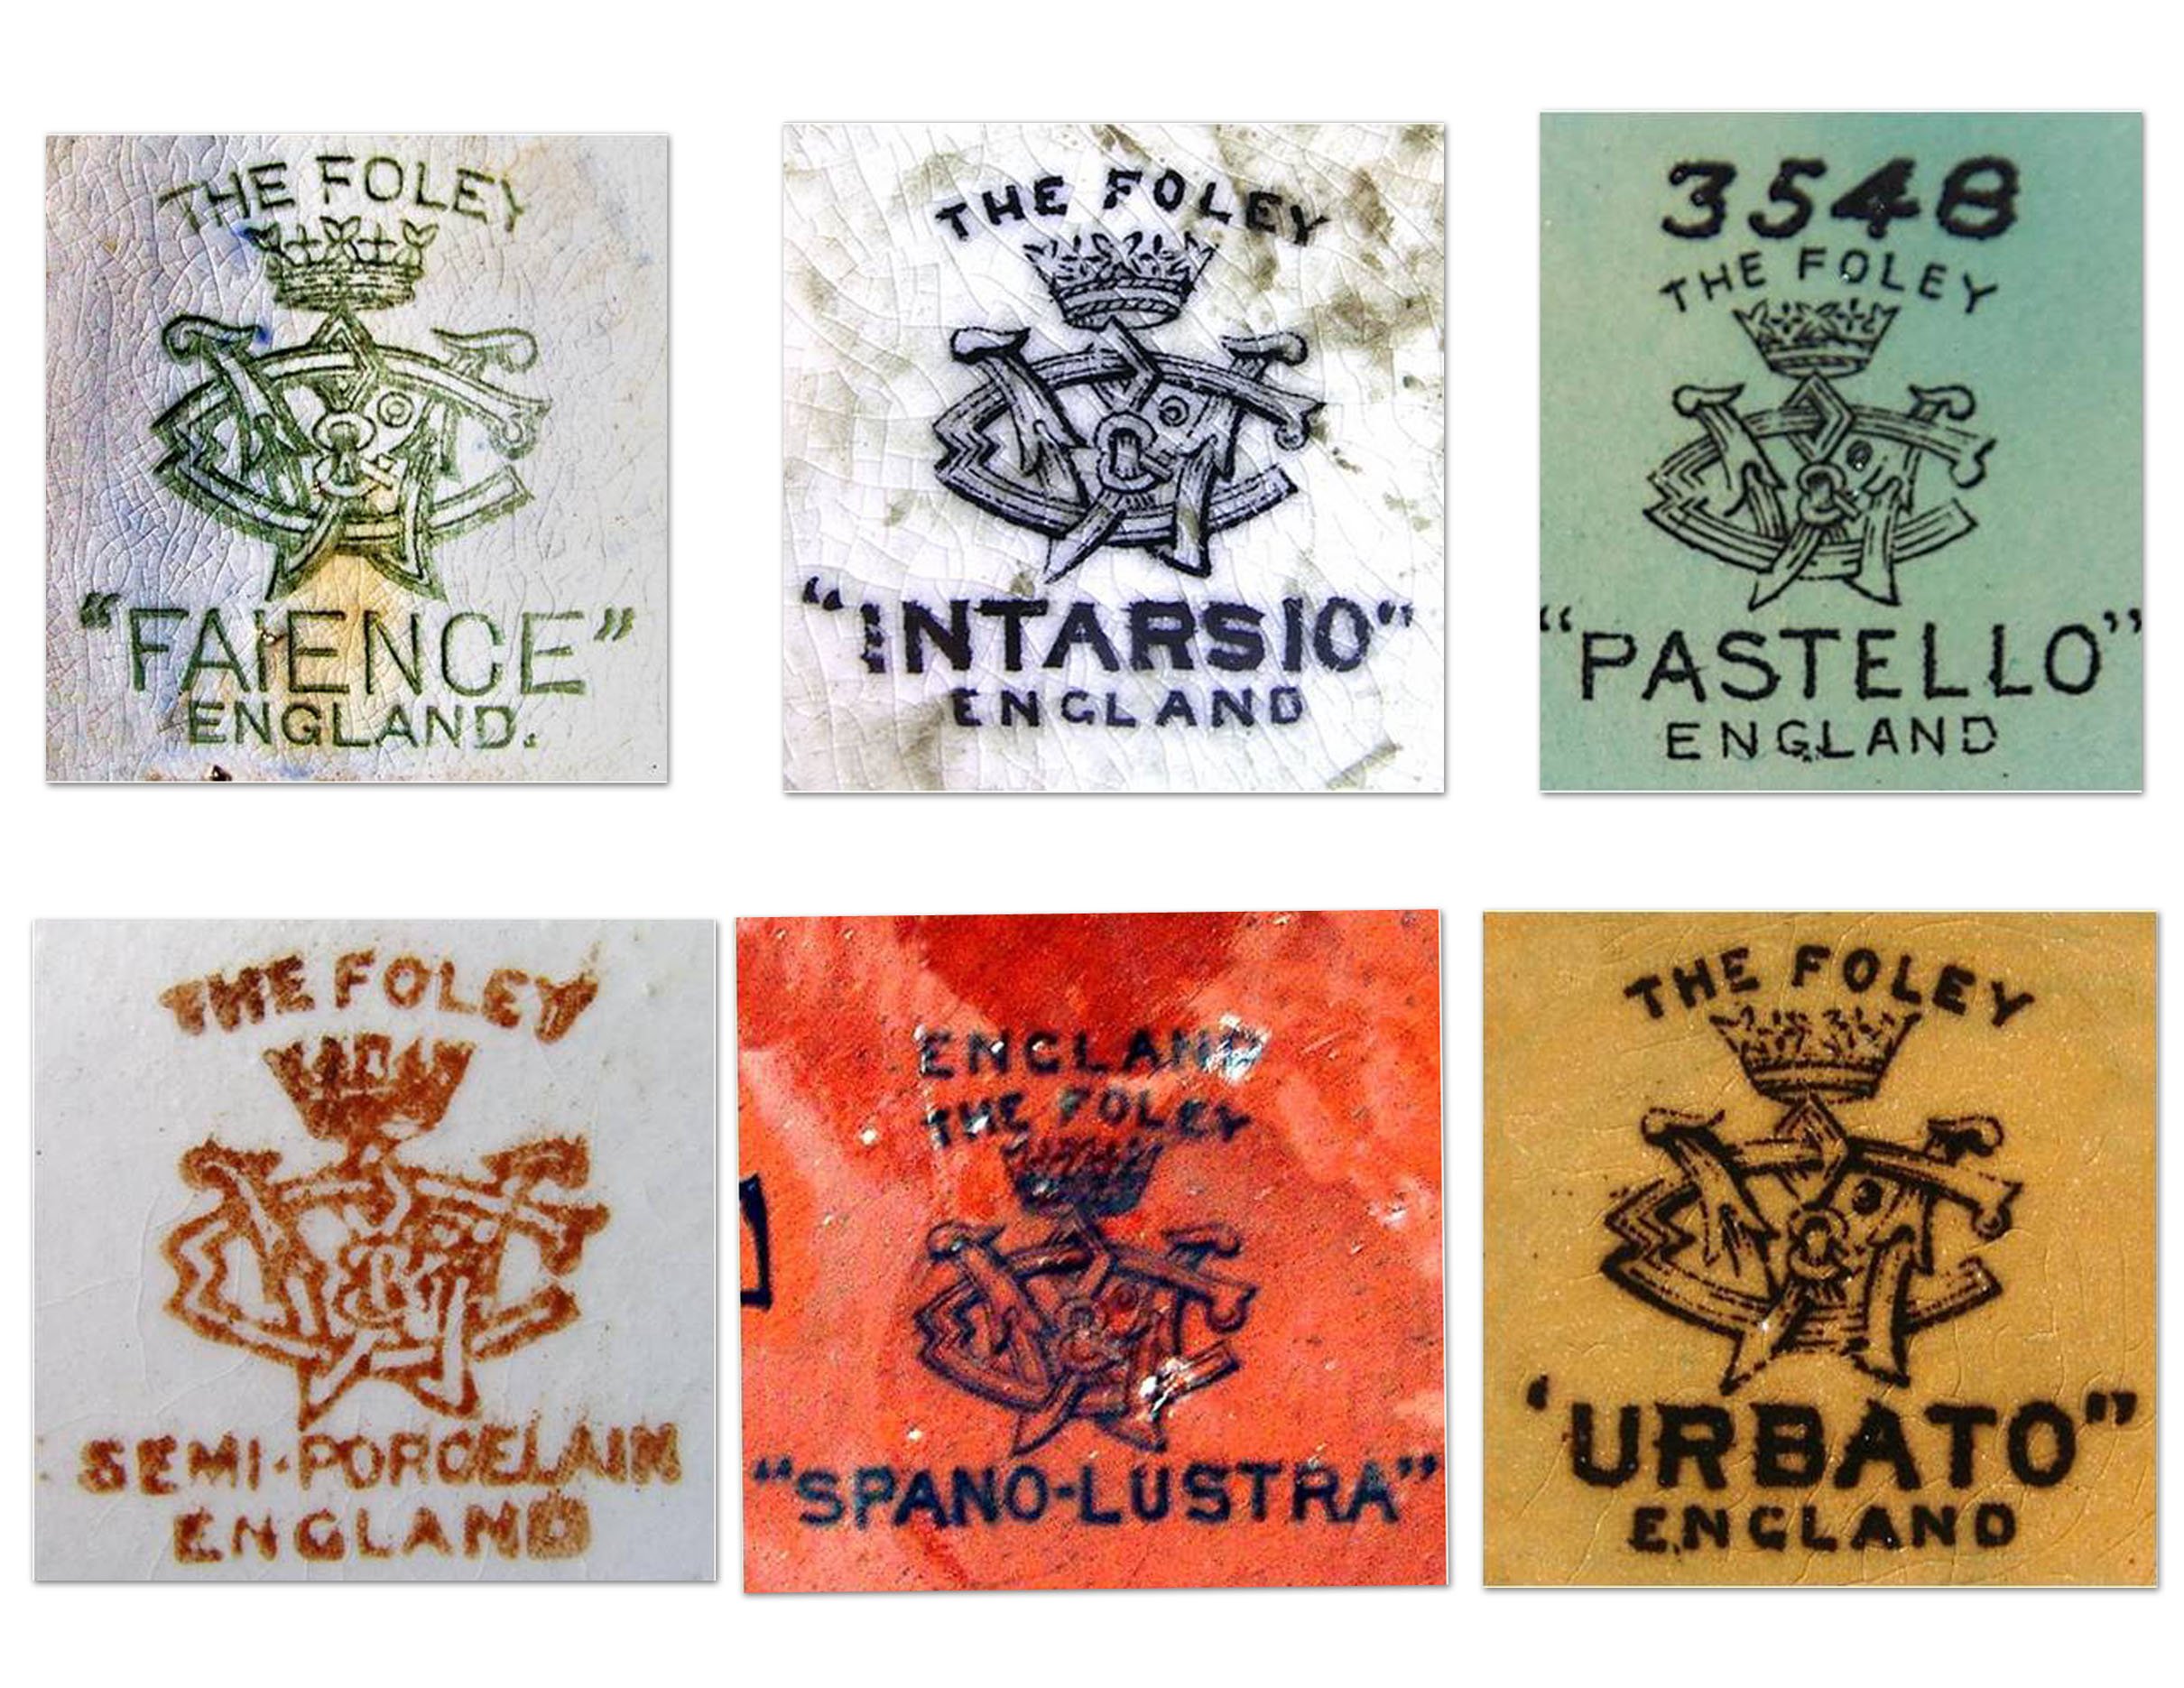 THE FOLEY
"FAIENCE"
ENGLAND.
THE FOLEY
"INTARSIO"
ENGLAND
3548
THE FOLEY
"PASTELLO"
ENGLAND
THE FOLEY
SEMI-PORCELAIN
ENGLAND
ENGLAND
THE FOLEY
"SPANO-LUSTRA"
THE FOLEY
'URBATO"
ENGLAND